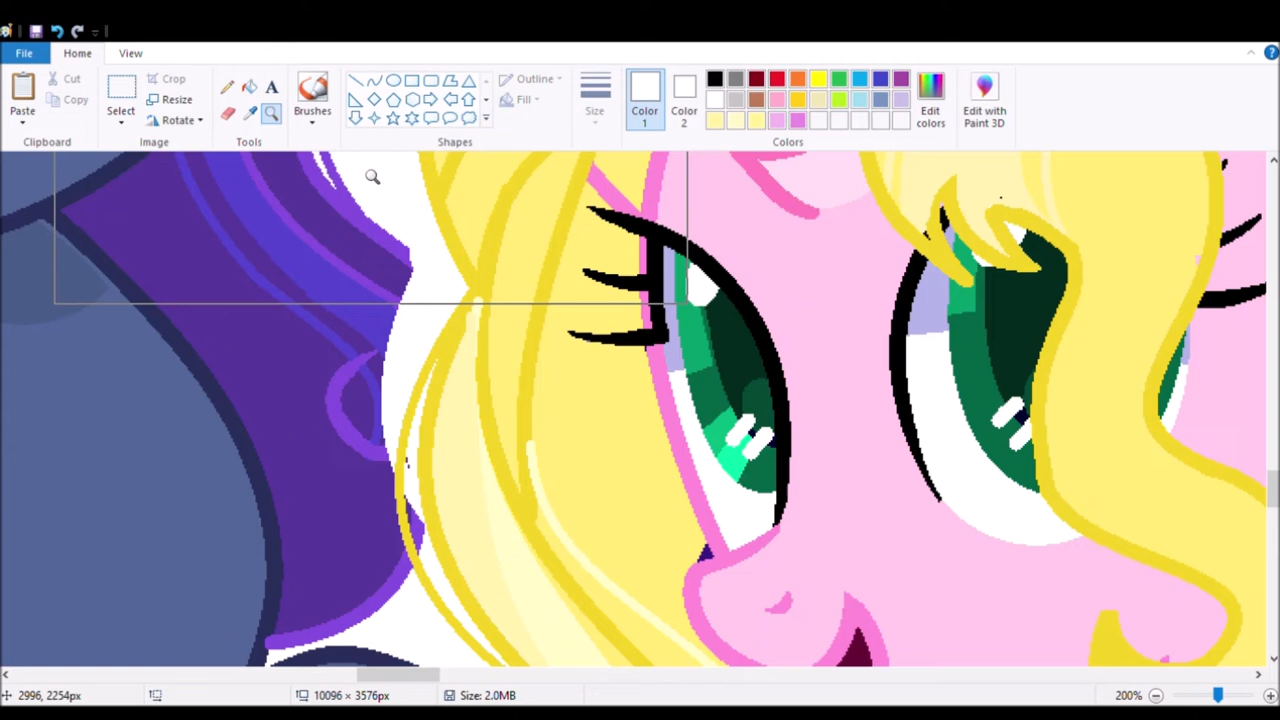 File Home View
Paste Cut Copy Select Crop Resize Rotate Brushes Outline Fill Size Color 1 Color 2 Edit colors Edit with Paint 3D
Clipboard Image Tools Shapes Colors
2996, 2254px 10096 × 3576px Size: 2.0MB 200%